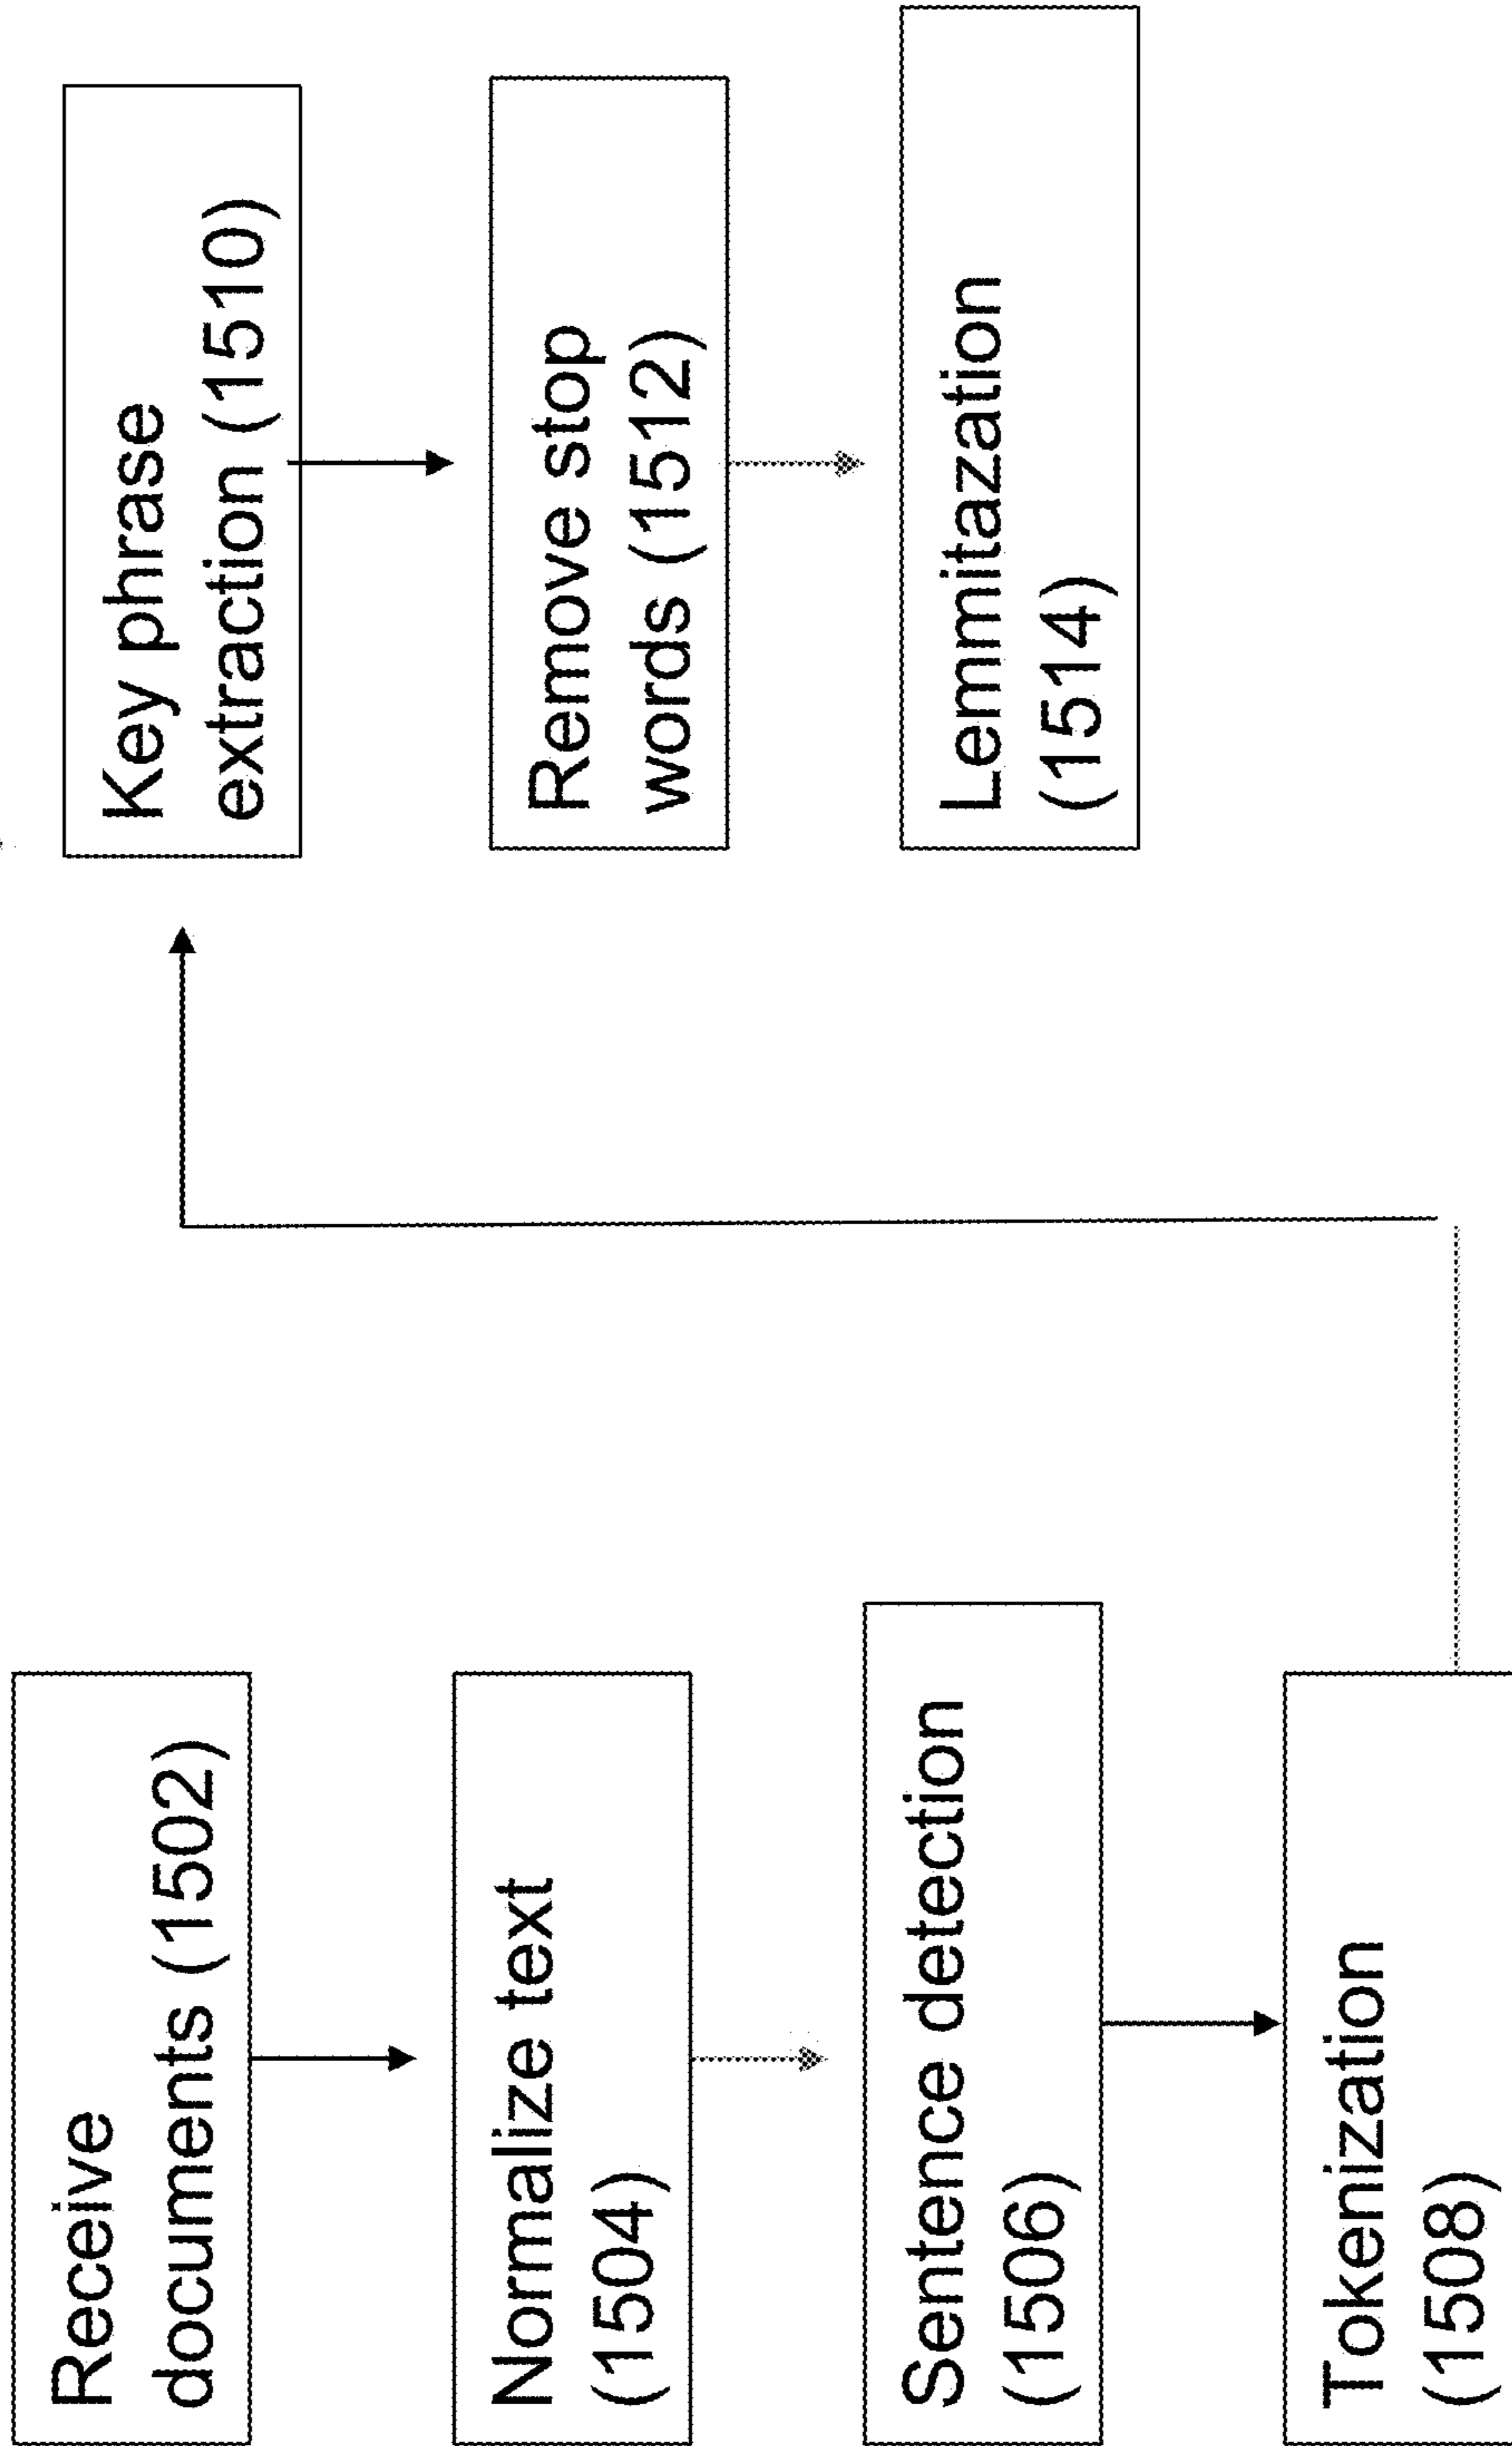 Receive
documents (1502)
Normalize text
(1504)
Sentence detection
(1506)
Tokenization
(1508)
Key phrase
extraction (1510)
Remove stop
words (1512)
Lemmitazation
(1514)